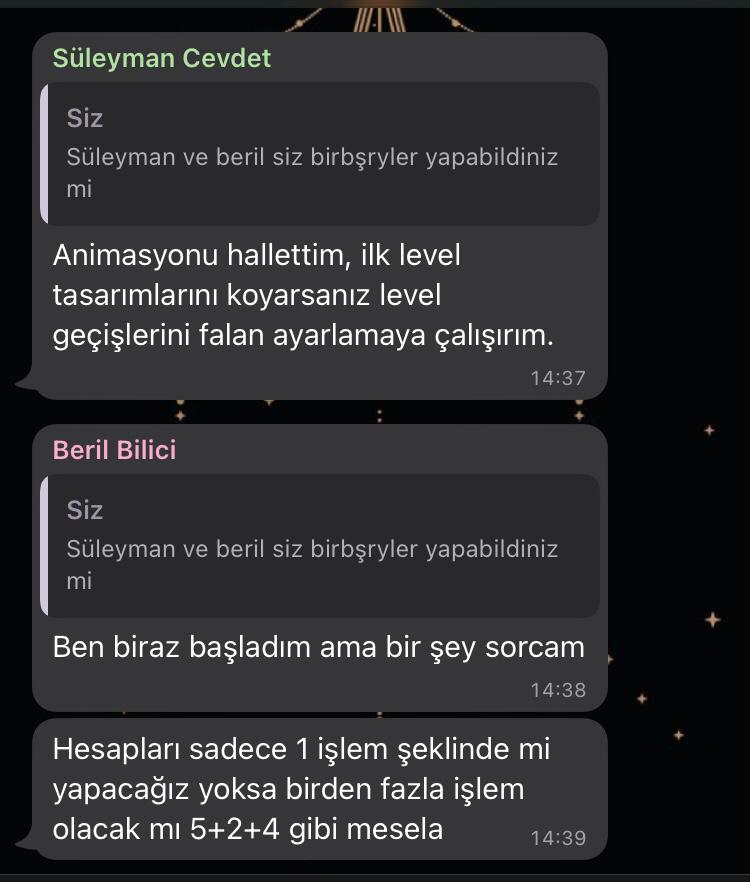 Süleyman Cevdet
Siz
Süleyman ve beril siz birbşryler yapabildiniz
mi
Animasyonu hallettim, ilk level
tasarımlarını koyarsanız level
geçişlerini falan ayarlamaya çalışırım.
14:37
Beril Bilici
Siz
Süleyman ve beril siz birbşryler yapabildiniz
mi
Ben biraz başladım ama bir şey sorcam
14:38
Hesapları sadece 1 işlem şeklinde mi
yapacağız yoksa birden fazla işlem
olacak mı 5+2+4 gibi mesela
14:39